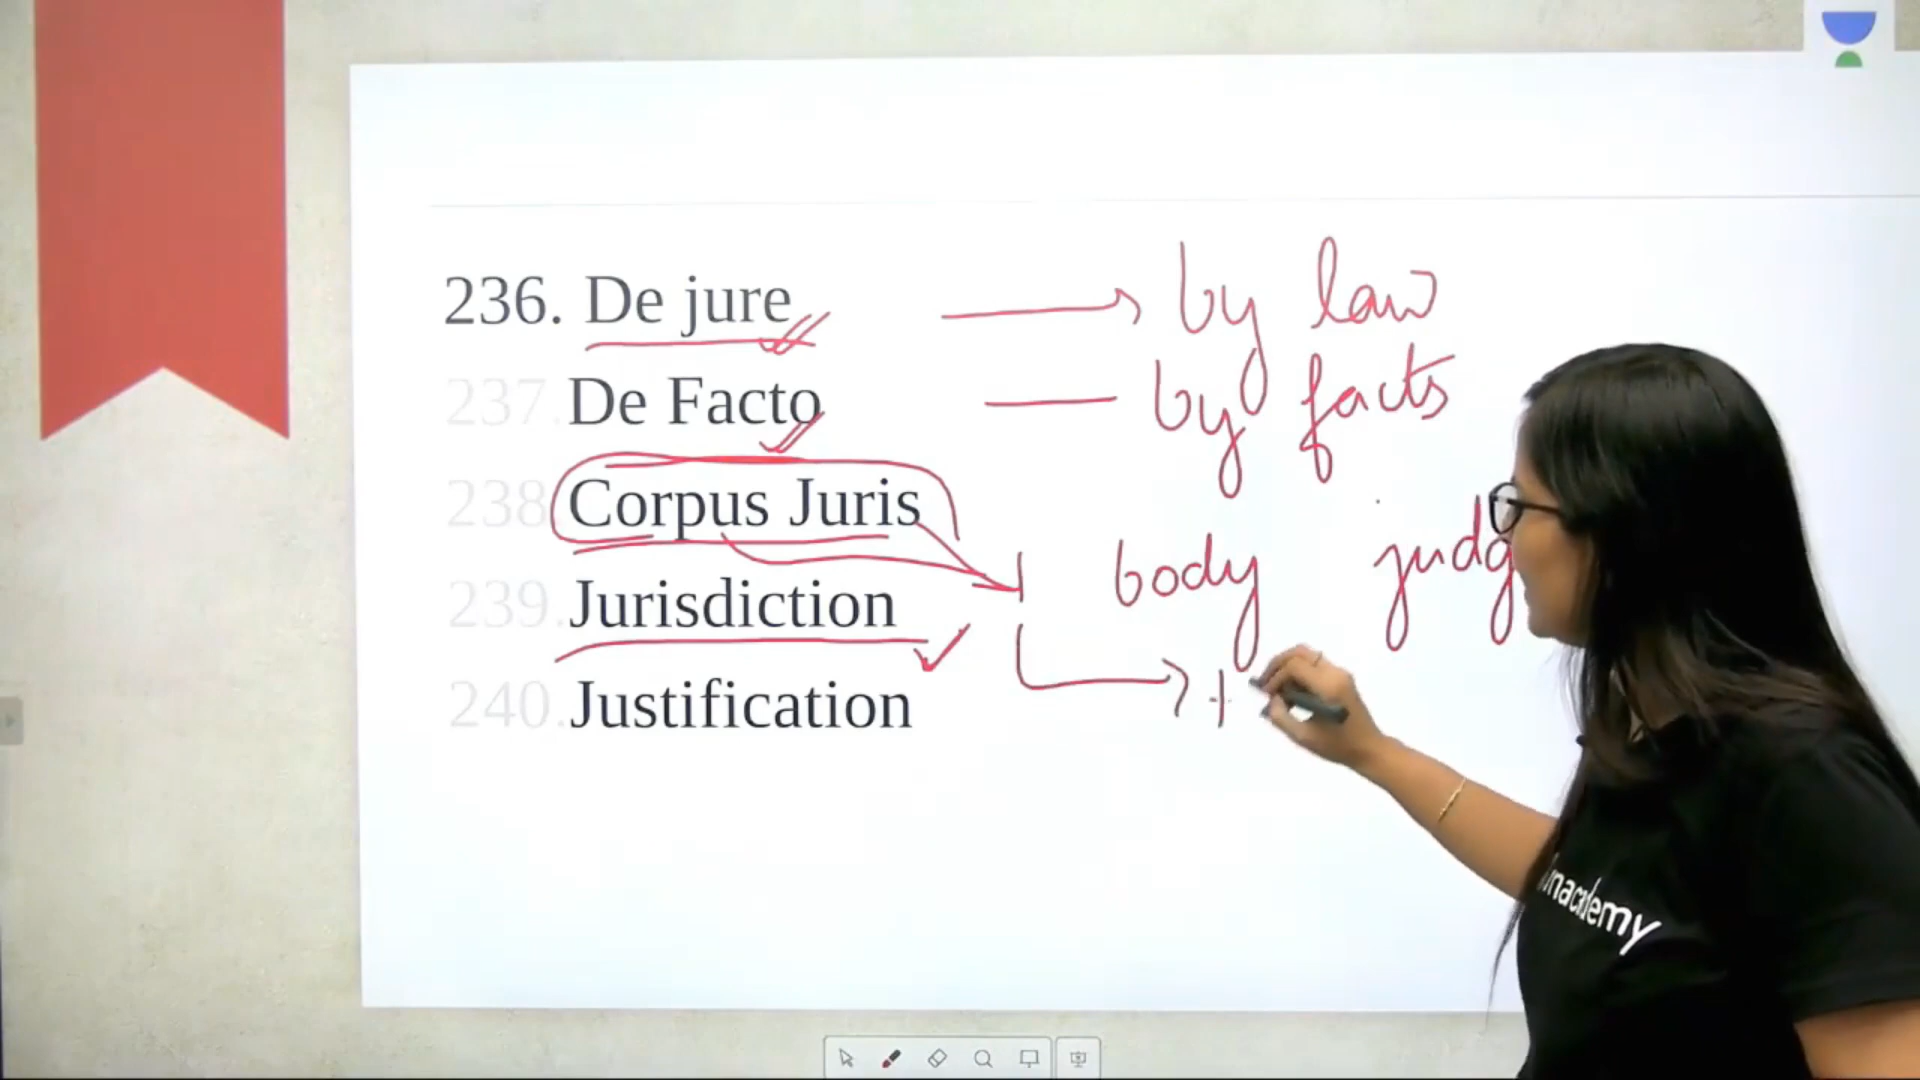 236. De jure → by law
237. De Facto — by facts
238. Corpus Juris body judg
239. Jurisdiction
240. Justification
unacademy